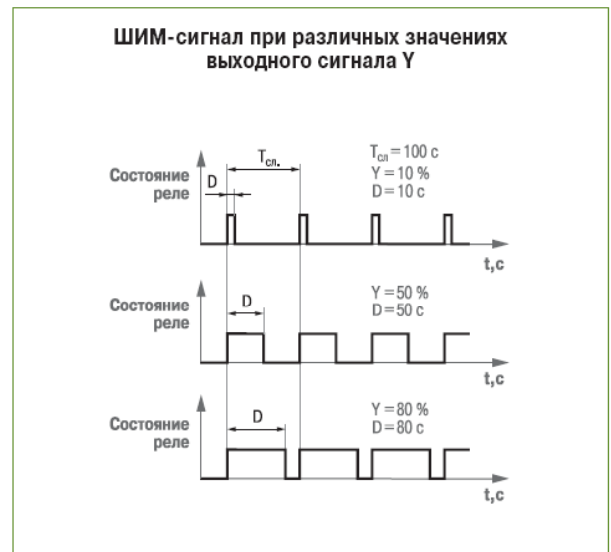 ШИМ-сигнал при различных значениях
выходного сигнала Y
Состояние
реле
D
Tсл.
Tсл = 100 с
Y = 10 %
D = 10 с
t,c
Состояние
реле
D
Y = 50 %
D = 50 с
t,c
Состояние
реле
D
Y = 80 %
D = 80 с
t,c